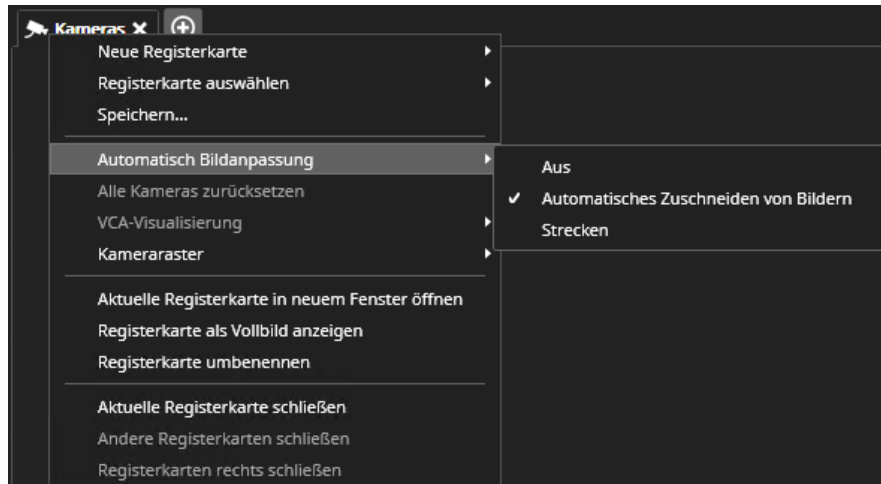 Kameras
Neue Registerkarte
Registerkarte auswählen
Speichern...
Automatisch Bildanpassung
Alle Kameras zurücksetzen
VCA-Visualisierung
Kameraraster
Aktuelle Registerkarte in neuem Fenster öffnen
Registerkarte als Vollbild anzeigen
Registerkarte umbenennen
Aktuelle Registerkarte schließen
Andere Registerkarten schließen
Registerkarten rechts schließen
Aus
Automatisches Zuschneiden von Bildern
Strecken